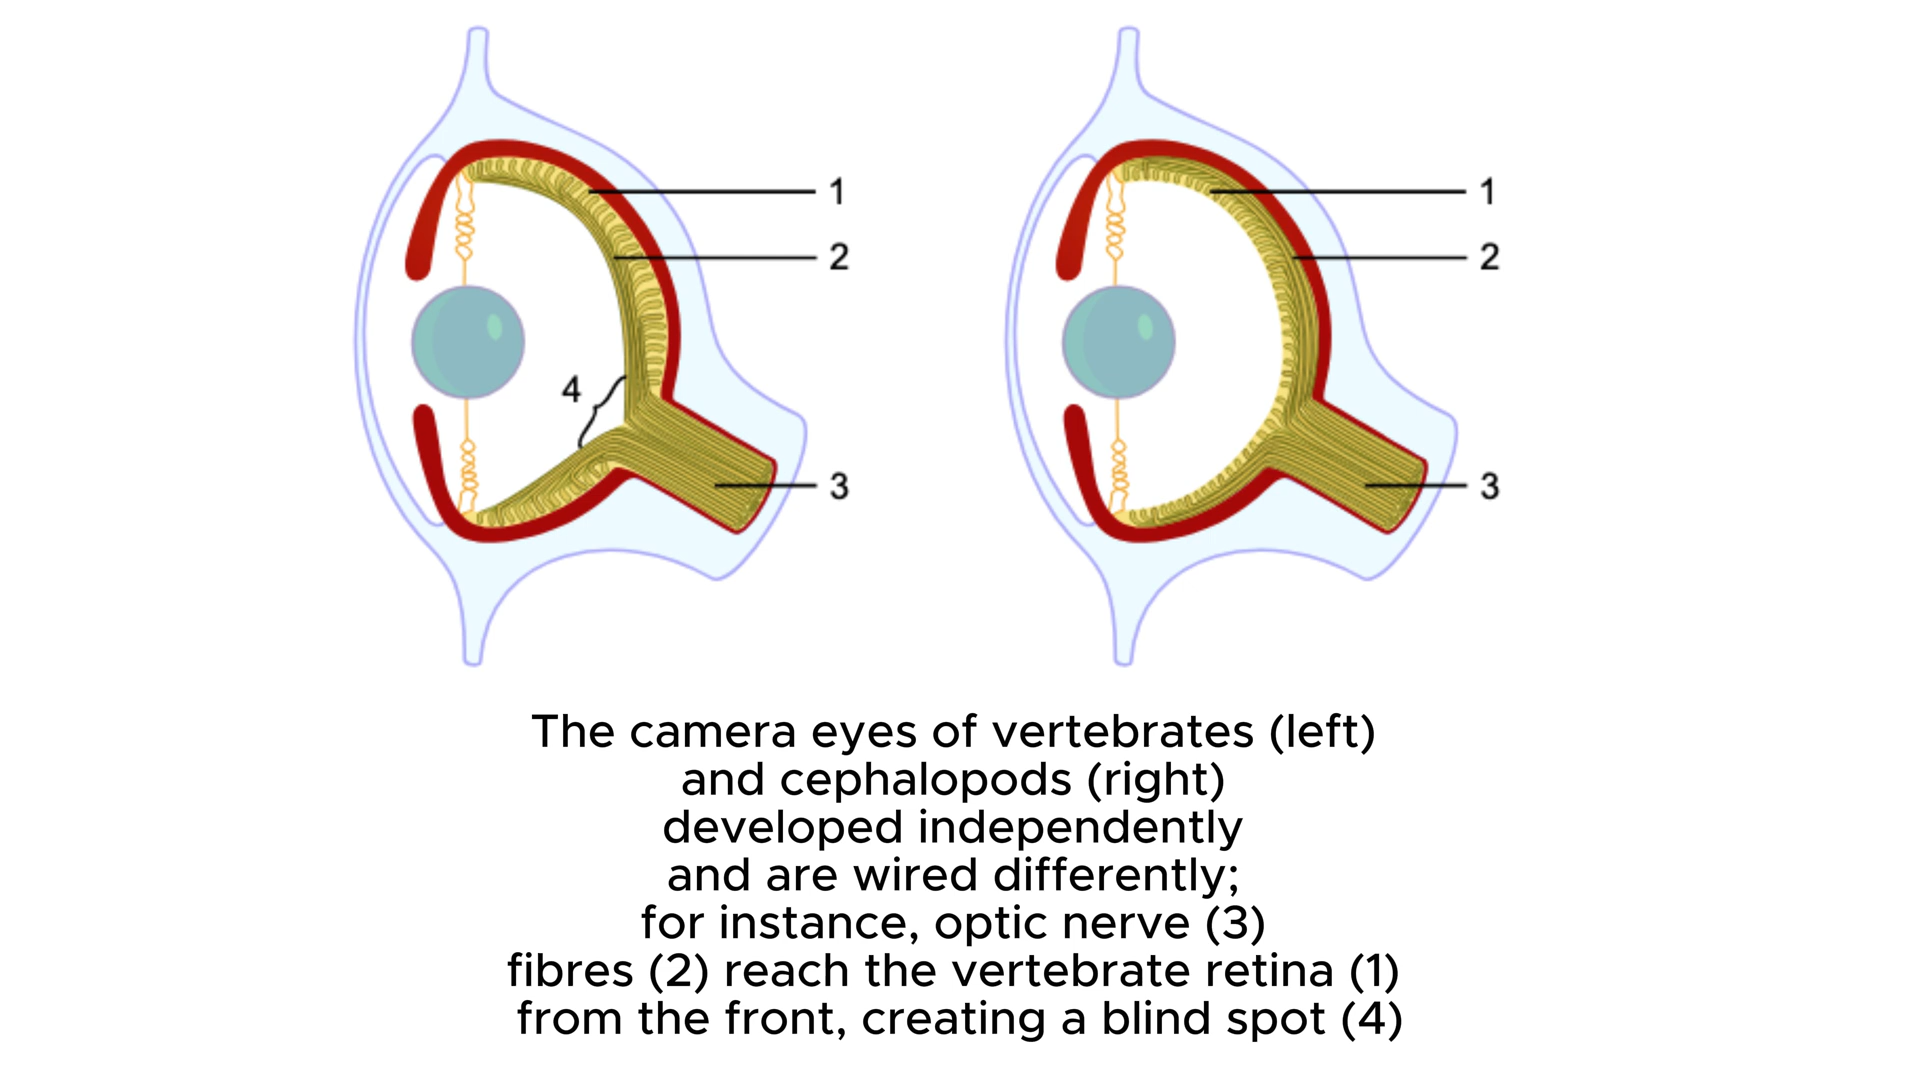 1
2
4
3
1
2
3
The camera eyes of vertebrates (left)
and cephalopods (right)
developed independently
and are wired differently;
for instance, optic nerve (3)
fibres (2) reach the vertebrate retina (1)
from the front, creating a blind spot (4)